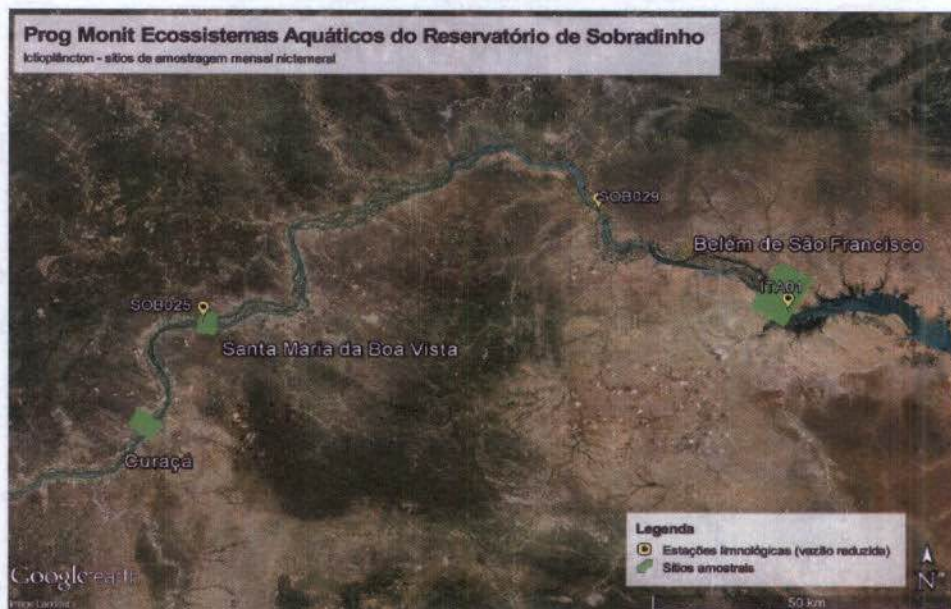 Prog Monit Ecossistemas Aquáticos do Reservatório de Sobradinho
Ictioplâncton - sítios de amostragem mensal nictemeral
SOB029
Belém de São Francisco
ITA01
SOB025
Santa Maria da Boa Vista
Curaçá
Legenda
Estações limnológicas (vazão reduzida)
Sítios amostrais
Google earth
N
50 km